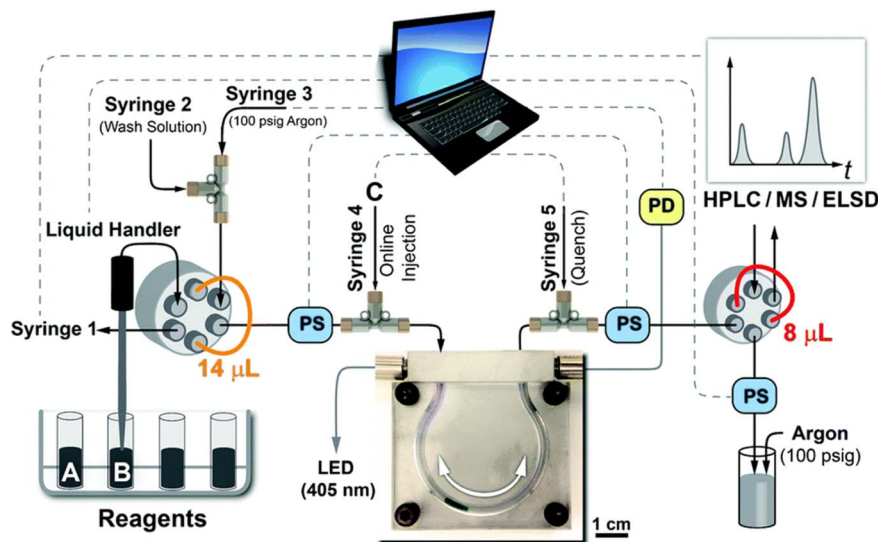 Syringe 2
(Wash Solution)
Syringe 3
(100 psig Argon)
Liquid Handler
Syringe 1
14 μL
A
B
Reagents
PS
Syringe 4
C
Online
Injection
Syringe 5
(Quench)
PS
PD
LED
(405 nm)
1 cm
t
HPLC / MS / ELSD
8 μL
PS
Argon
(100 psig)